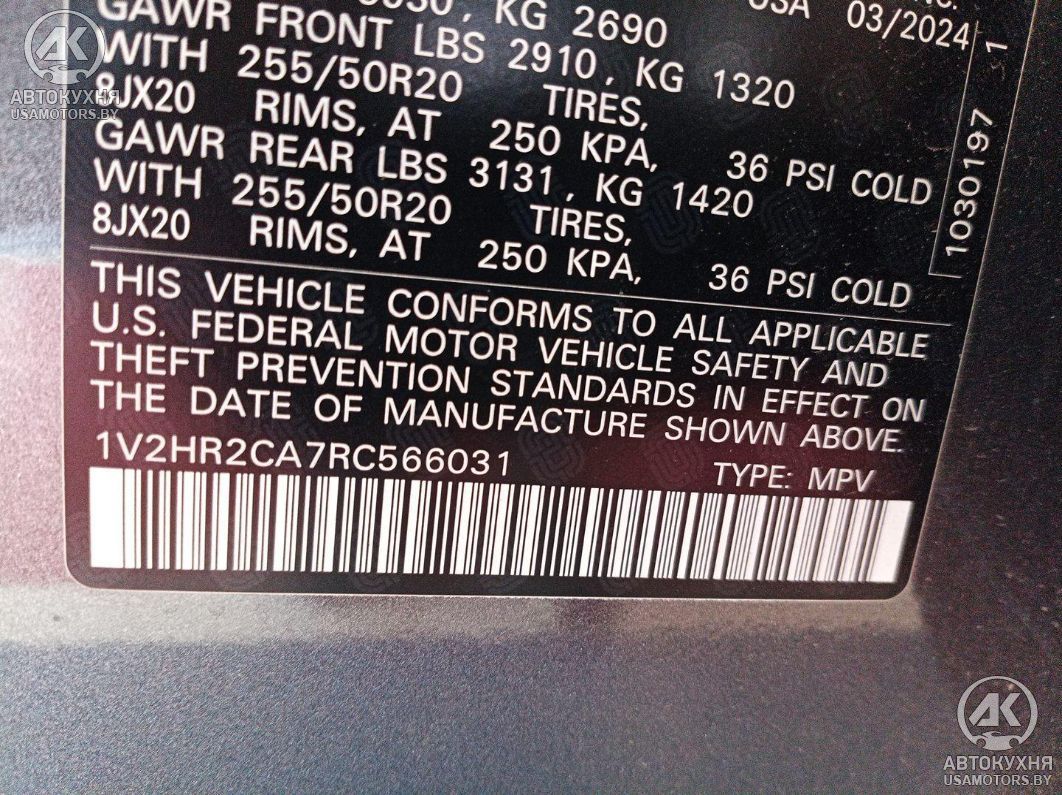 KG 2690
USA 03/2024
GAWR FRONT LBS 2910, KG 1320
WITH 255/50R20 TIRES,
8JX20 RIMS, AT 250 KPA, 36 PSI COLD
GAWR REAR LBS 3131, KG 1420
WITH 255/50R20 TIRES,
8JX20 RIMS, AT 250 KPA, 36 PSI COLD
1030197 1
THIS VEHICLE CONFORMS TO ALL APPLICABLE
U.S. FEDERAL MOTOR VEHICLE SAFETY AND
THEFT PREVENTION STANDARDS IN EFFECT ON
THE DATE OF MANUFACTURE SHOWN ABOVE.
1V2HR2CA7RC566031 TYPE: MPV
АК
АВТОКУХНЯ
USAMOTORS.BY
АК
АВТОКУХНЯ
USAMOTORS.BY